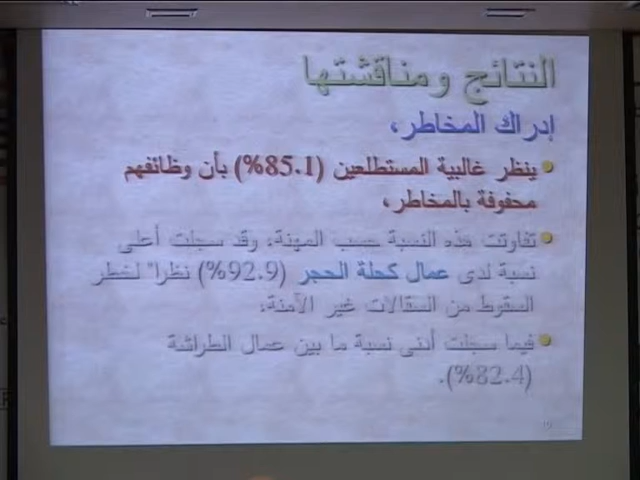 النتائج ومناقشتها
إدراك المخاطر،
ينظر غالبية المستطلعين (85.1%) بأن وظائفهم
محفوفة بالمخاطر،
تفاوتت هذه النسبة حسب المهنة، وقد سجلت أعلى
نسبة لدى عمال كحلة الحجر (92.9%) نظرا" لخطر
السقوط من السقالات غير الآمنة،
فيما سجلت أدنى نسبة ما بين عمال الطراشة
(82.4%).